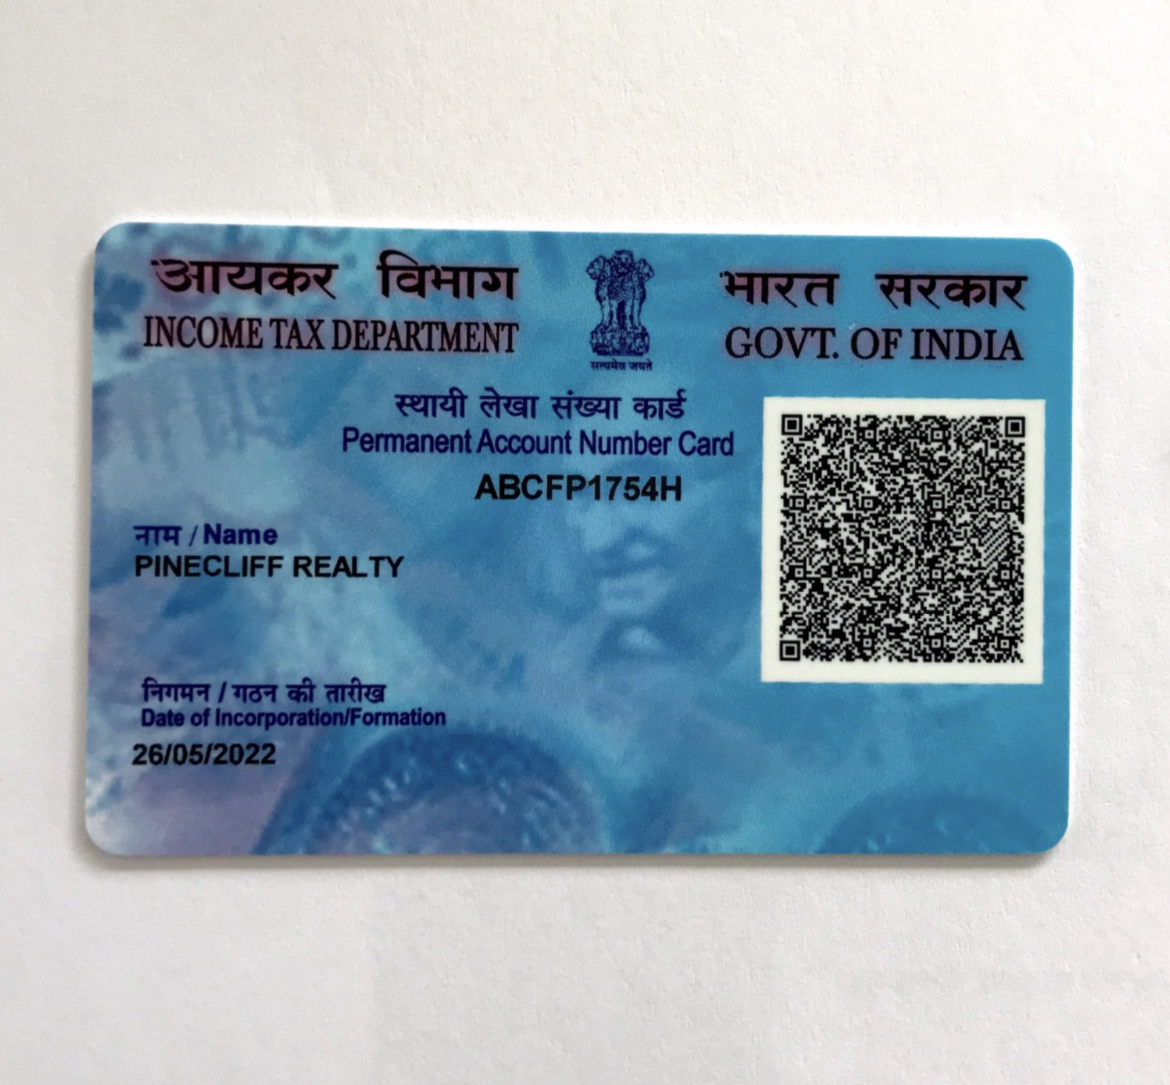 आयकर विभाग
INCOME TAX DEPARTMENT
सत्यमेव जयते
भारत सरकार
GOVT. OF INDIA
स्थायी लेखा संख्या कार्ड
Permanent Account Number Card
ABCFP1754H
नाम / Name
PINECLIFF REALTY
निगमन / गठन की तारीख
Date of Incorporation/Formation
26/05/2022